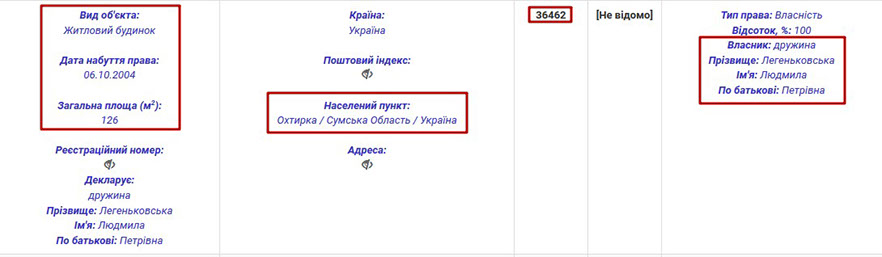 Вид об'єкта:
Житловий будинок
Дата набуття права:
06.10.2004
Загальна площа (м²):
126
Реєстраційний номер:
Декларує:
дружина
Прізвище: Легеньковська
Ім'я: Людмила
По батькові: Петрівна
Країна:
Україна
Поштовий індекс:
Населений пункт:
Охтирка / Сумська Область / Україна
Адреса:
36462
[Не відомо]
Тип права: Власність
Відсоток, %: 100
Власник: дружина
Прізвище: Легеньковська
Ім'я: Людмила
По батькові: Петрівна